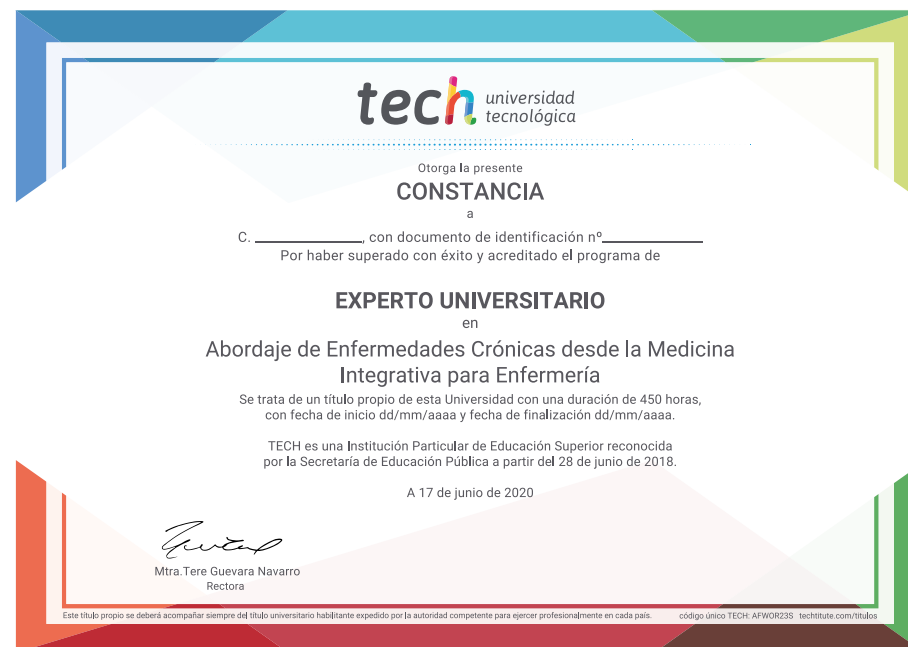 tech universidad
tecnológica
Otorga la presente
CONSTANCIA
a
C. ____________, con documento de identificación nº____________
Por haber superado con éxito y acreditado el programa de
EXPERTO UNIVERSITARIO
en
Abordaje de Enfermedades Crónicas desde la Medicina
Integrativa para Enfermería
Se trata de un título propio de esta Universidad con una duración de 450 horas,
con fecha de inicio dd/mm/aaaa y fecha de finalización dd/mm/aaaa.
TECH es una Institución Particular de Educación Superior reconocida
por la Secretaría de Educación Pública a partir del 28 de junio de 2018.
A 17 de junio de 2020
Mtra.Tere Guevara Navarro
Rectora
Este título propio se deberá acompañar siempre del título universitario habilitante expedido por la autoridad competente para ejercer profesionalmente en cada país. código único TECH: AFWOR23S techtitute.com/títulos